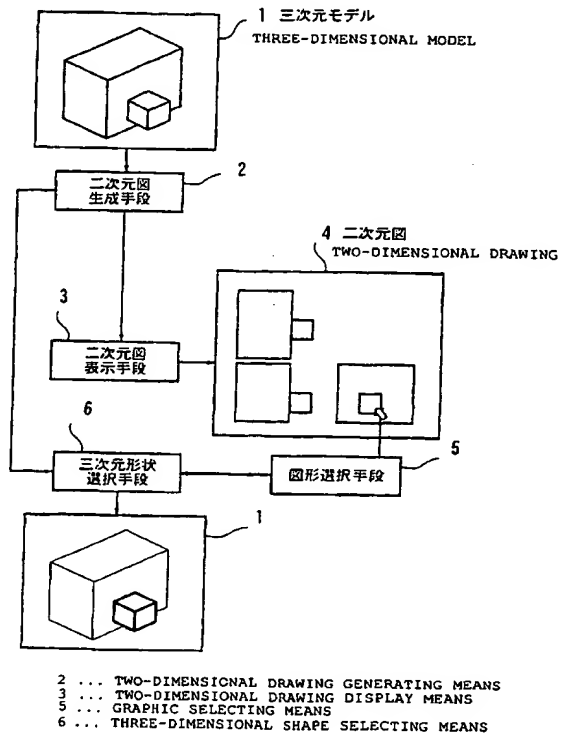 1 三次元モデル
THREE-DIMENSIONAL MODEL
2
二次元図
生成手段
4 二次元図
TWO-DIMENSIONAL DRAWING
3
二次元図
表示手段
6
三次元形状
選択手段
図形選択手段
5
1
2 ... TWO-DIMENSIONAL DRAWING GENERATING MEANS
3 ... TWO-DIMENSIONAL DRAWING DISPLAY MEANS
5 ... GRAPHIC SELECTING MEANS
6 ... THREE-DIMENSIONAL SHAPE SELECTING MEANS